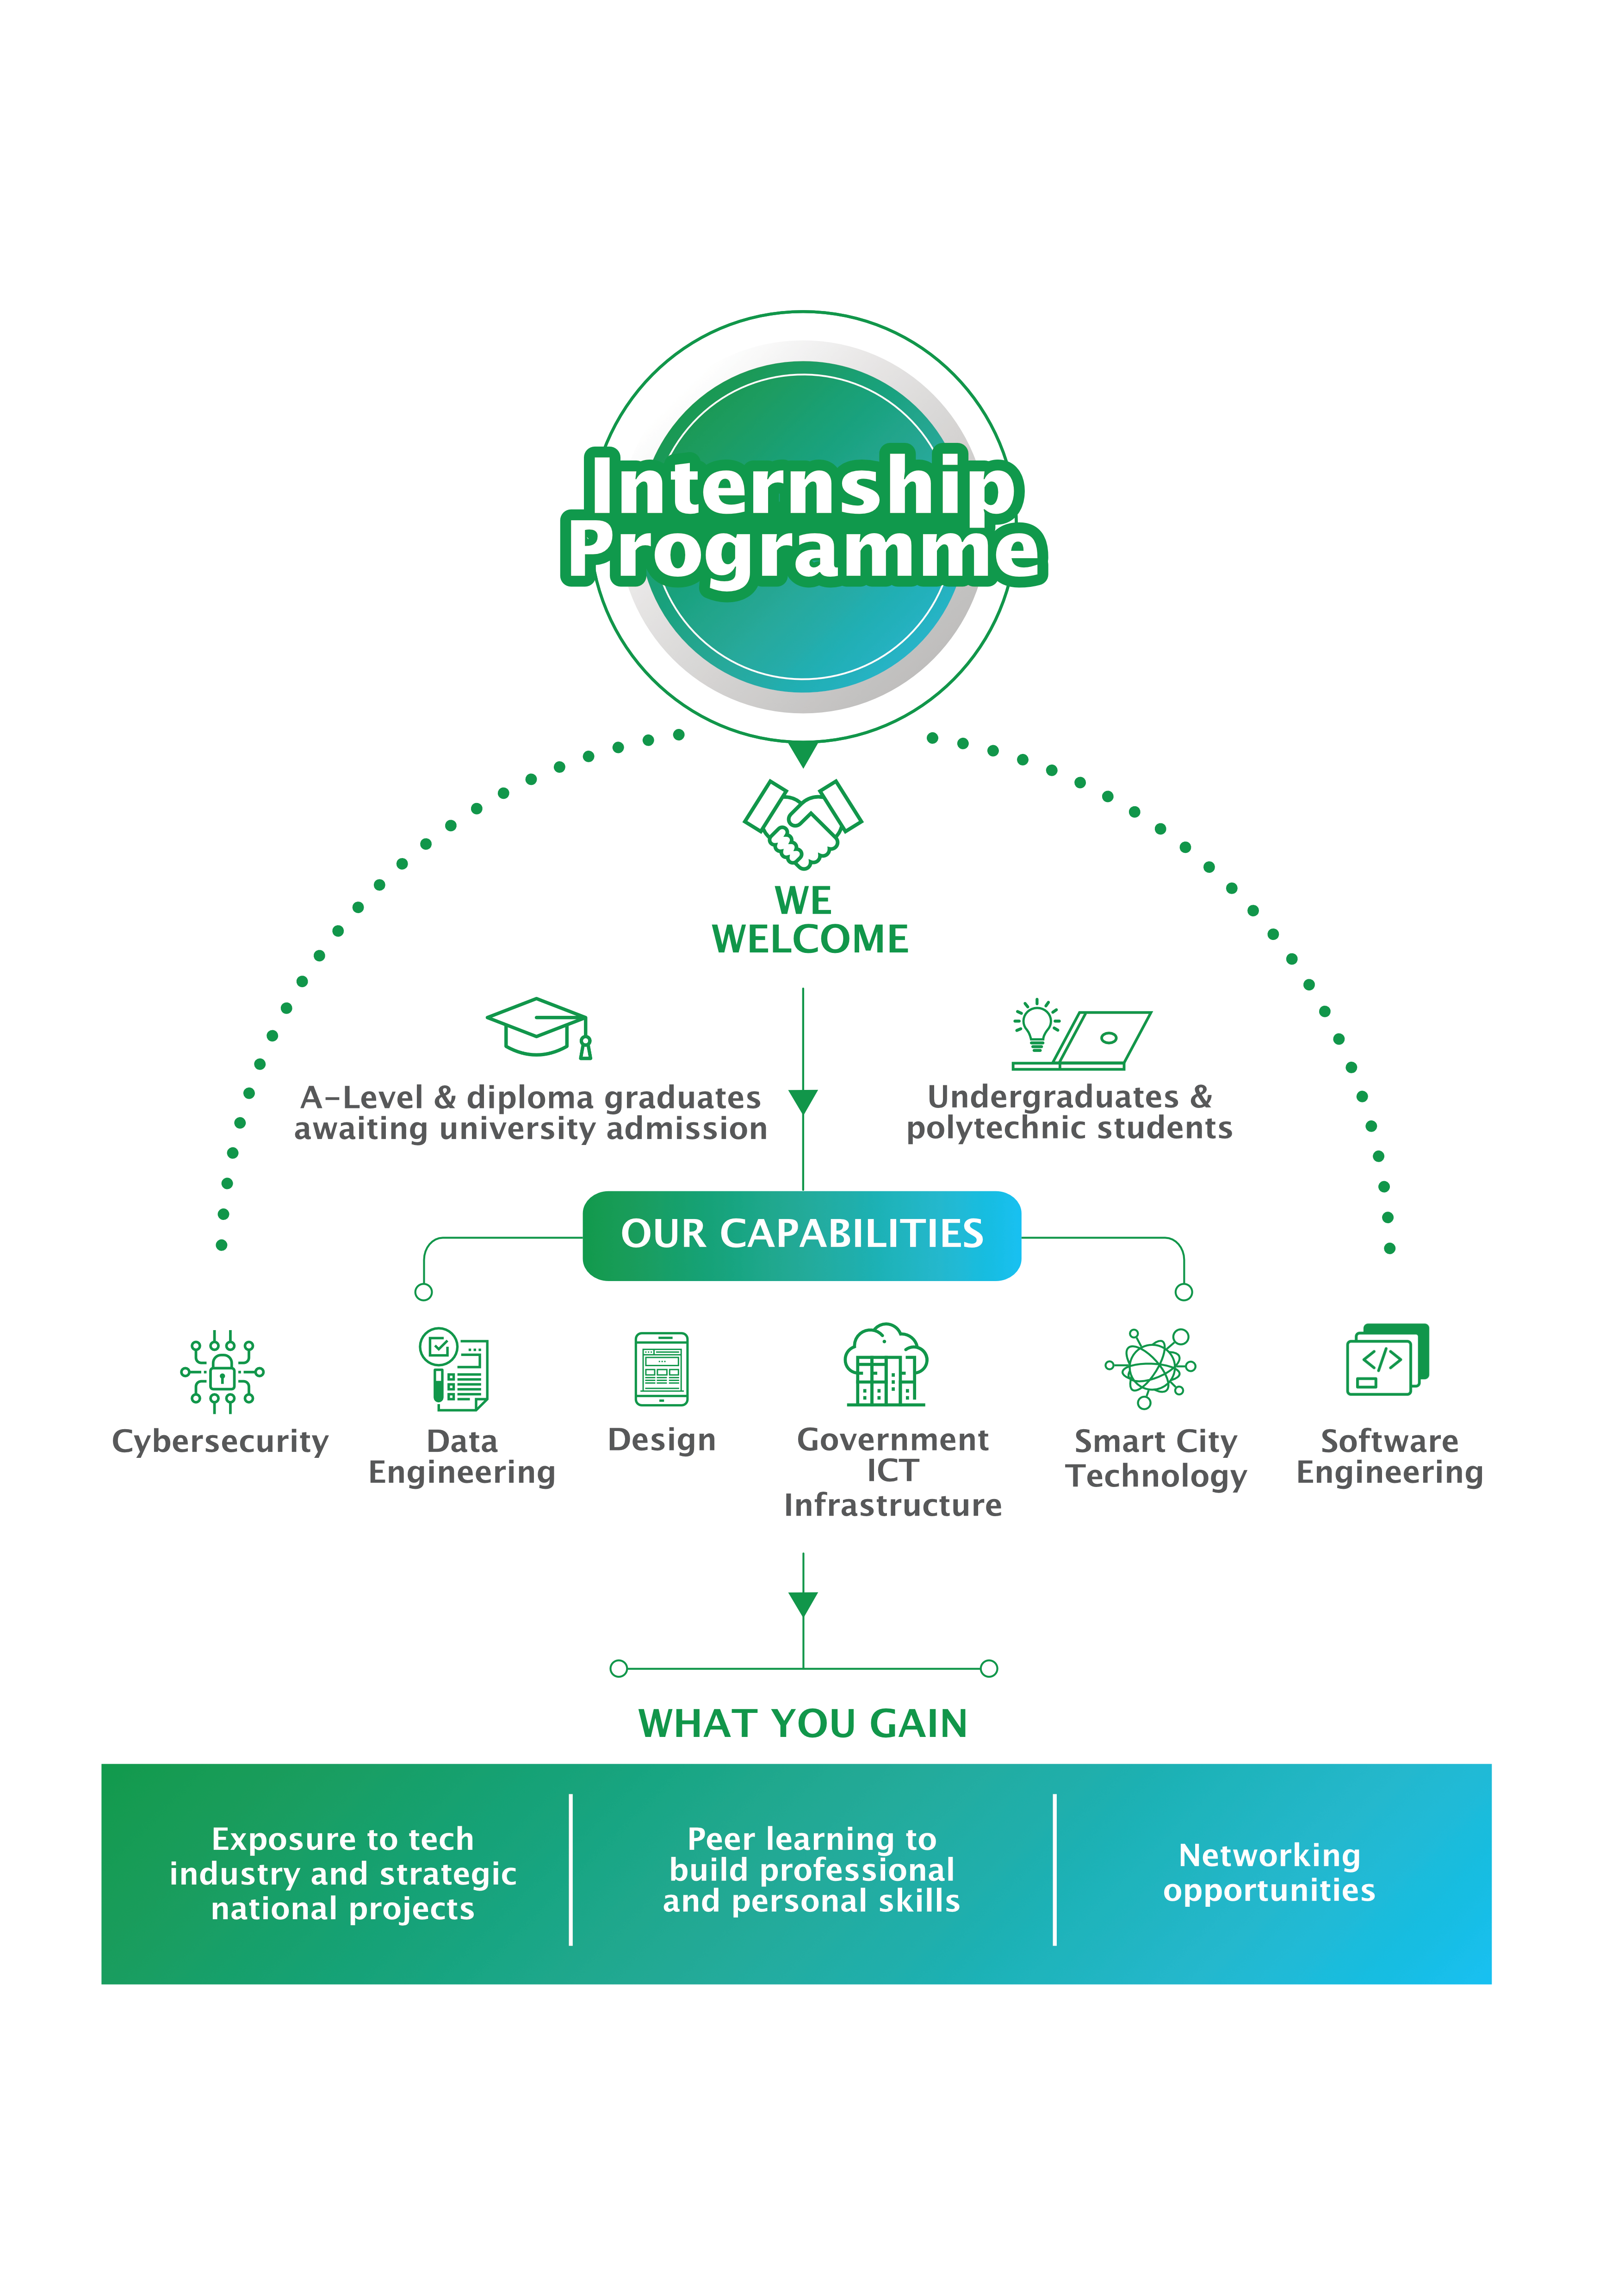 Internship
Programme
WE
WELCOME
A-Level & diploma graduates
awaiting university admission
Undergraduates &
polytechnic students
OUR CAPABILITIES
Cybersecurity
Data
Engineering
Design
Government
ICT
Infrastructure
Smart City
Technology
Software
Engineering
WHAT YOU GAIN
Exposure to tech
industry and strategic
national projects
Peer learning to
build professional
and personal skills
Networking
opportunities